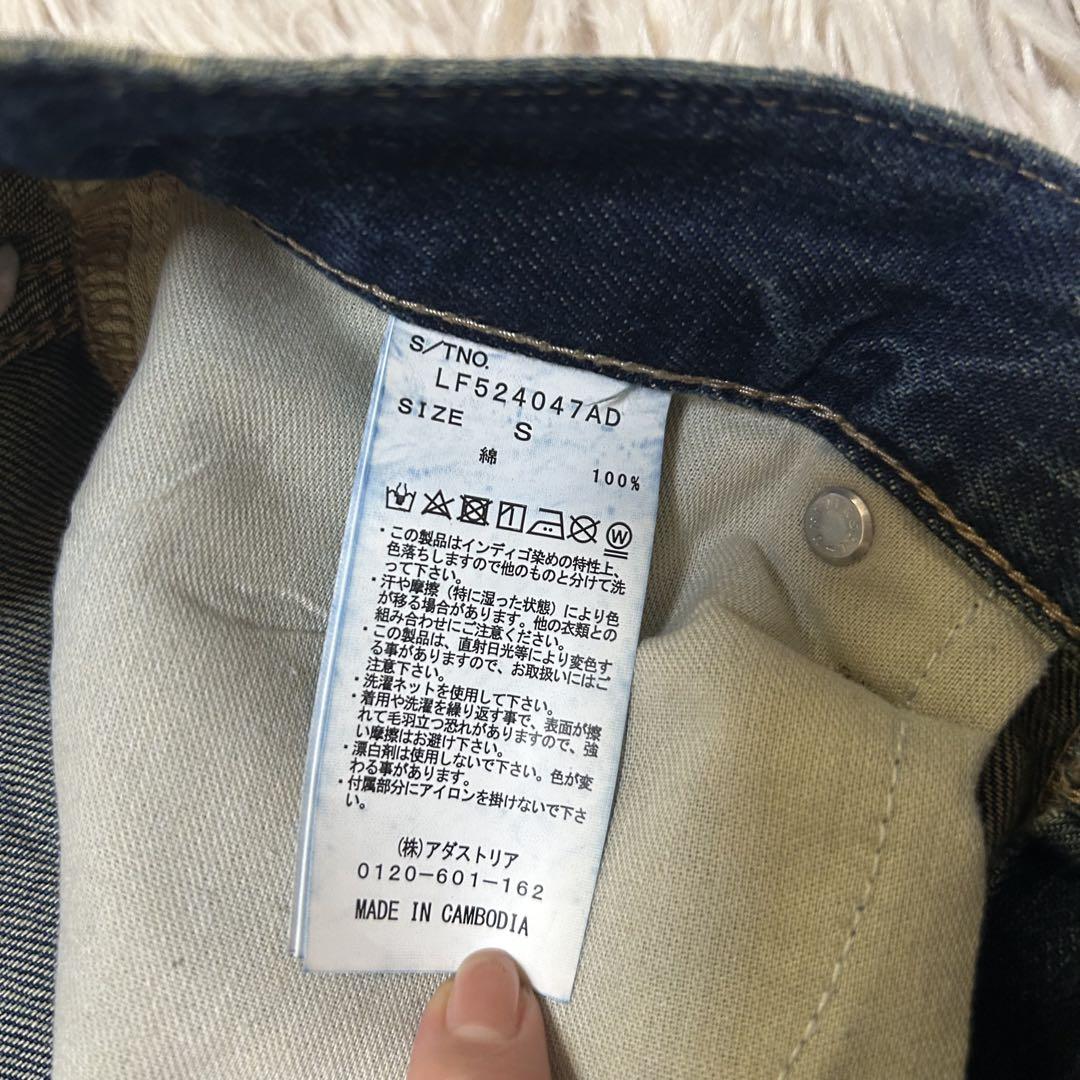 S/TNO.
LF524047AD
SIZE S
綿 100%
W
・この製品はインディゴ染めの特性上、
色落ちしますので他のものと分けて洗
って下さい。
・汗や摩擦（特に湿った状態）により色
が移る場合があります。他の衣類との
組み合わせにご注意ください。
・この製品は、直射日光等により変色す
る事がありますので、お取扱いにはご
注意下さい。
・洗濯ネットを使用して下さい。
・着用や洗濯を繰り返す事で、表面が擦
れて毛羽立つ恐れがありますので、強
い摩擦はお避け下さい。
・漂白剤は使用しないで下さい。色が変
わる事があります。
・付属部分にアイロンを掛けないで下さ
い。
(株)アダストリア
0120-601-162
MADE IN CAMBODIA